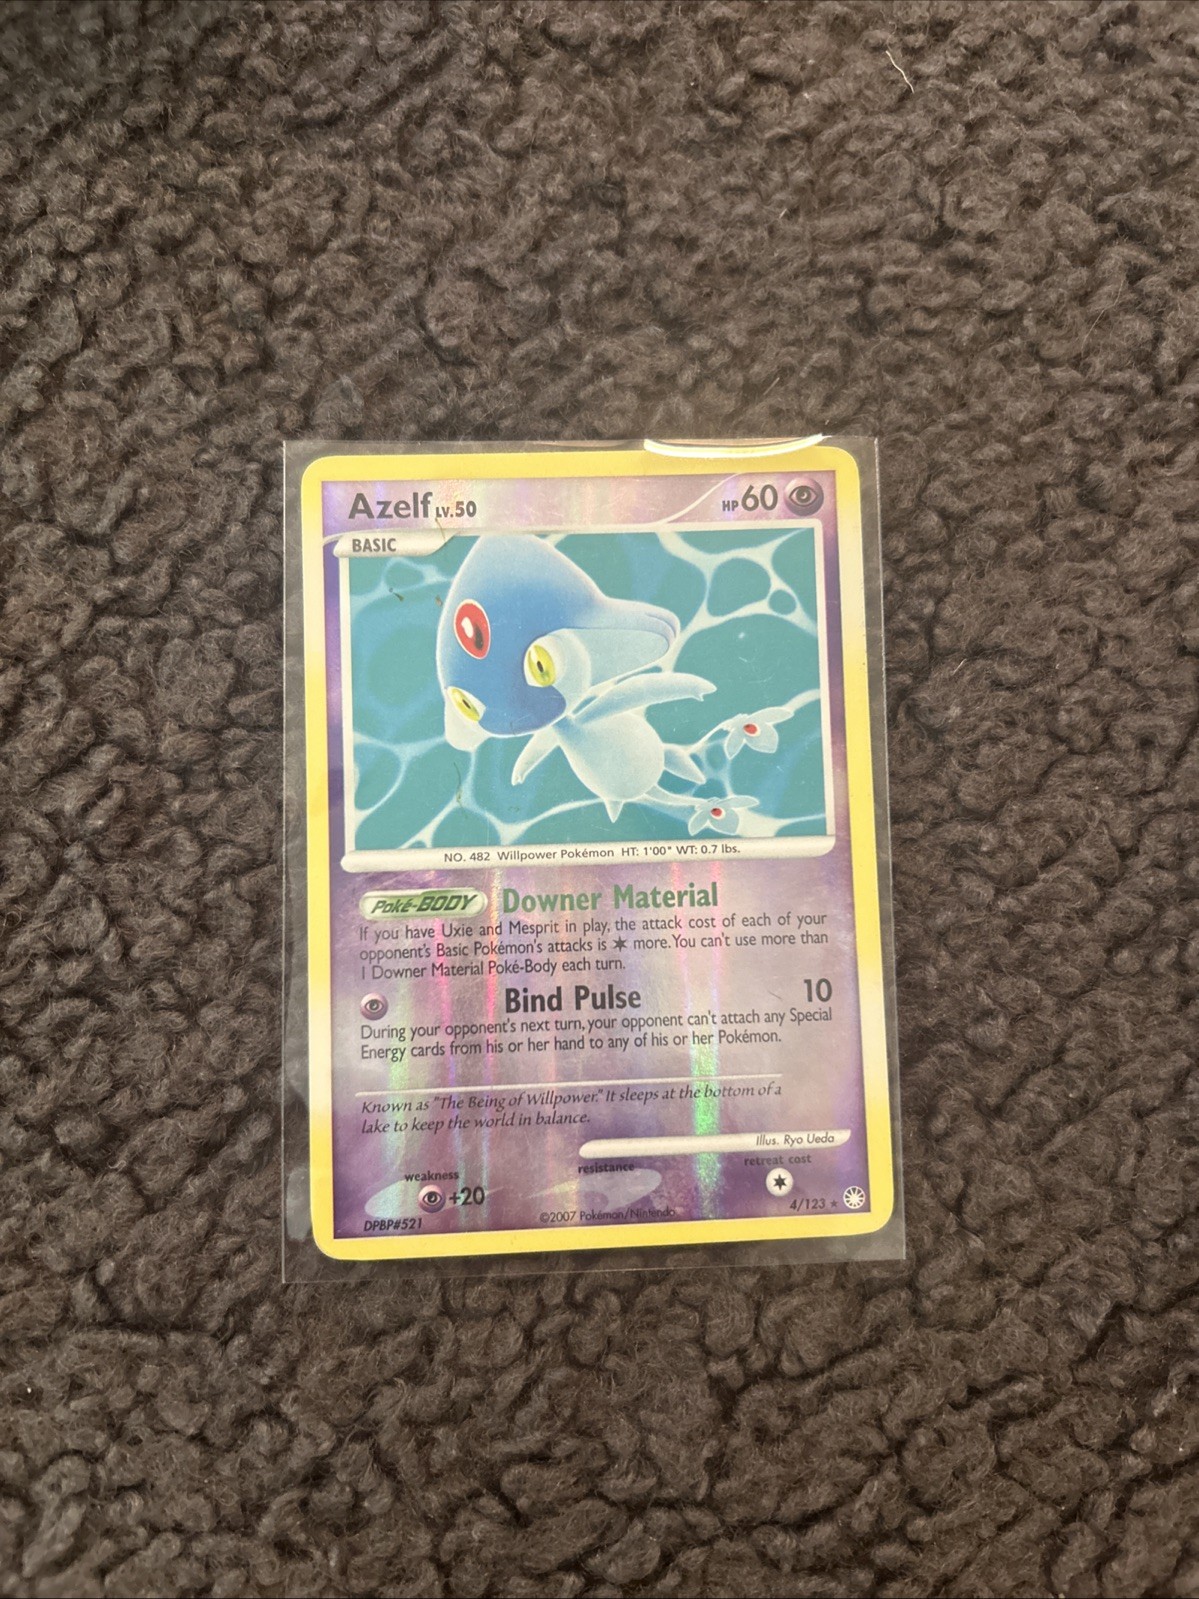 Azelf LV.50 HP 60
BASIC
NO. 482 Willpower Pokémon HT: 1'00" WT: 0.7 lbs.
Poké-BODY Downer Material
If you have Uxie and Mesprit in play, the attack cost of each of your
opponent's Basic Pokémon's attacks is more. You can't use more than
1 Downer Material Poké-Body each turn.
Bind Pulse 10
During your opponent's next turn, your opponent can't attach any Special
Energy cards from his or her hand to any of his or her Pokémon.
Known as "The Being of Willpower." It sleeps at the bottom of a
lake to keep the world in balance.
Illus. Ryo Ueda
weakness resistance retreat cost
+20
4/123 ★
DPBP#521 ©2007 Pokémon/Nintendo